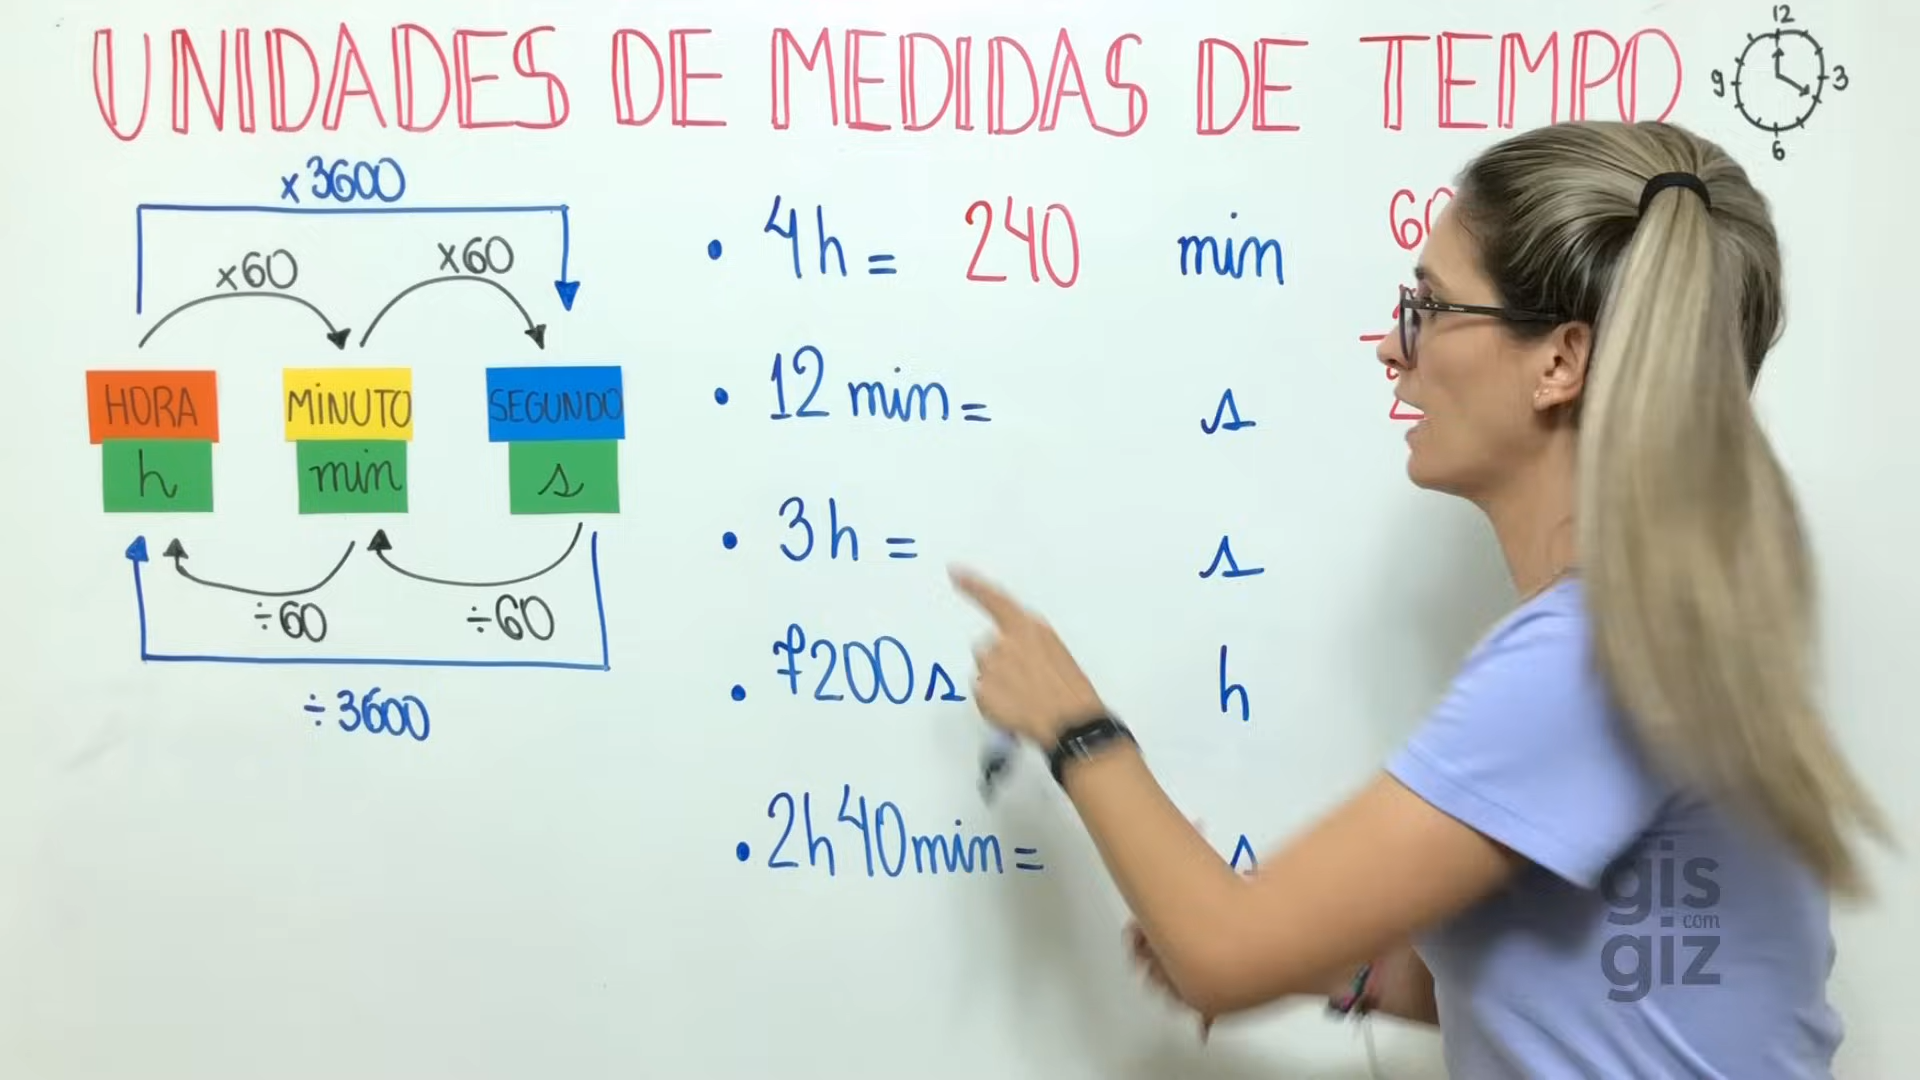 UNIDADES DE MEDIDAS DE TEMPO
12
9 3
6
x3600
x60 x60
HORA MINUTO SEGUNDO
h min s
÷60 ÷60
÷3600
• 4h = 240 min
• 12 min = s
• 3h = s
• 7200 s h
• 2h40min = s
gis
com
giz